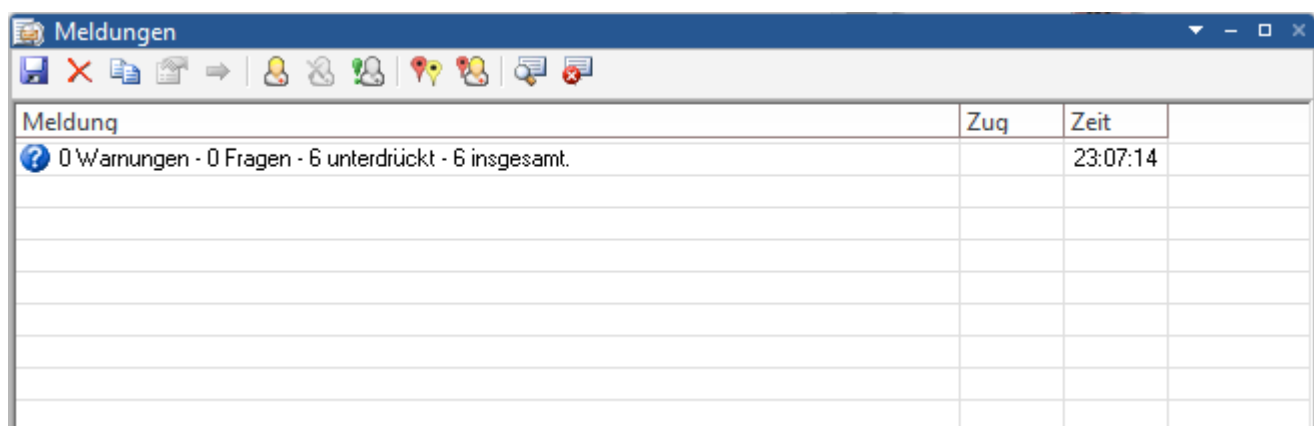 Meldungen
Meldung Zug Zeit
0 Warnungen - 0 Fragen - 6 unterdrückt - 6 insgesamt. 23:07:14